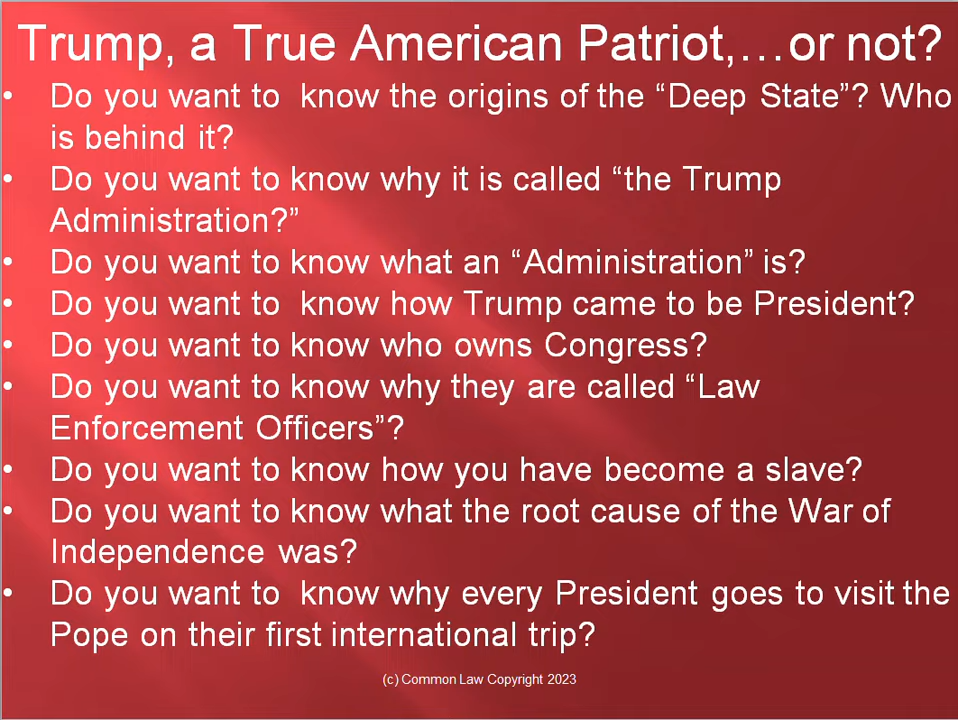 Trump, a True American Patriot,…or not?
• Do you want to  know the origins of the “Deep State”? Who
is behind it?
• Do you want to know why it is called “the Trump
Administration?”
• Do you want to know what an “Administration” is?
• Do you want to  know how Trump came to be President?
• Do you want to know who owns Congress?
• Do you want to know why they are called “Law
Enforcement Officers”?
• Do you want to know how you have become a slave?
• Do you want to know what the root cause of the War of
Independence was?
• Do you want to  know why every President goes to visit the
Pope on their first international trip?
(c) Common Law Copyright 2023